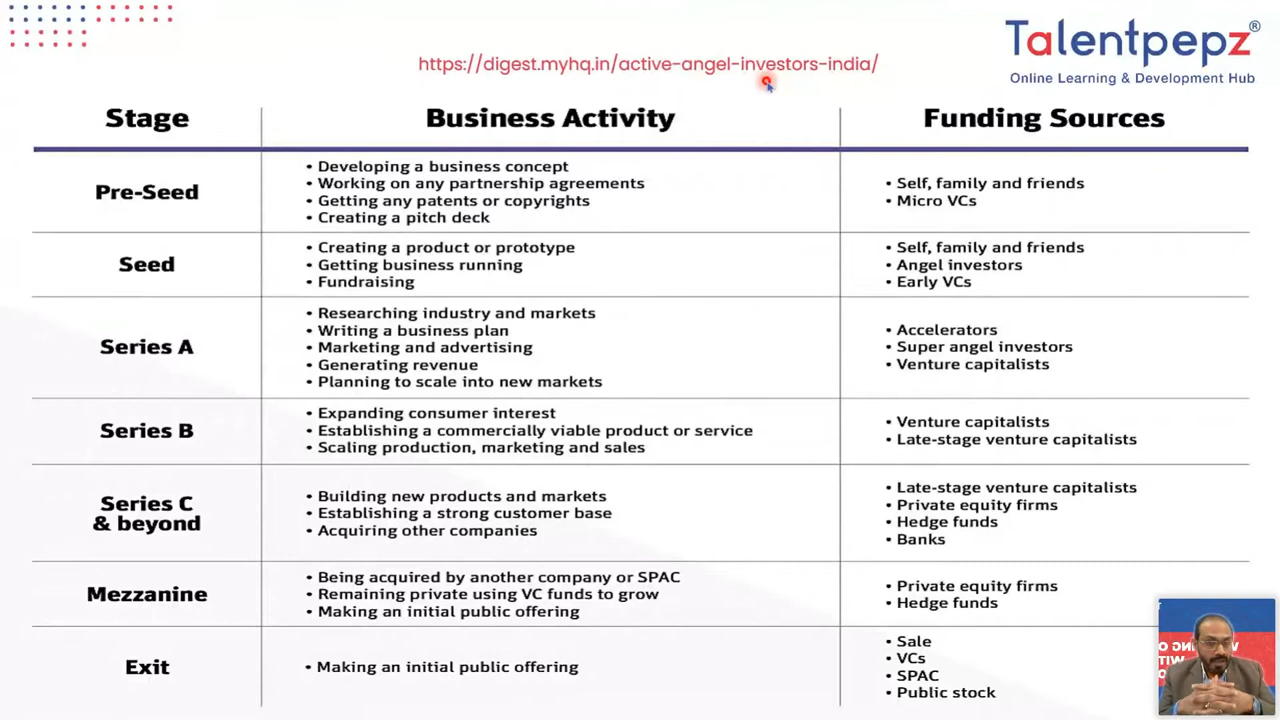 https://digest.myhq.in/active-angel-investors-india/
Talentpepz®
Online Learning & Development Hub
Stage
Business Activity
Funding Sources
Pre-Seed
• Developing a business concept
• Working on any partnership agreements
• Getting any patents or copyrights
• Creating a pitch deck
• Self, family and friends
• Micro VCs
Seed
• Creating a product or prototype
• Getting business running
• Fundraising
• Self, family and friends
• Angel investors
• Early VCs
Series A
• Researching industry and markets
• Writing a business plan
• Marketing and advertising
• Generating revenue
• Planning to scale into new markets
• Accelerators
• Super angel investors
• Venture capitalists
Series B
• Expanding consumer interest
• Establishing a commercially viable product or service
• Scaling production, marketing and sales
• Venture capitalists
• Late-stage venture capitalists
Series C
& beyond
• Building new products and markets
• Establishing a strong customer base
• Acquiring other companies
• Late-stage venture capitalists
• Private equity firms
• Hedge funds
• Banks
Mezzanine
• Being acquired by another company or SPAC
• Remaining private using VC funds to grow
• Making an initial public offering
• Private equity firms
• Hedge funds
Exit
• Making an initial public offering
• Sale
• VCs
• SPAC
• Public stock